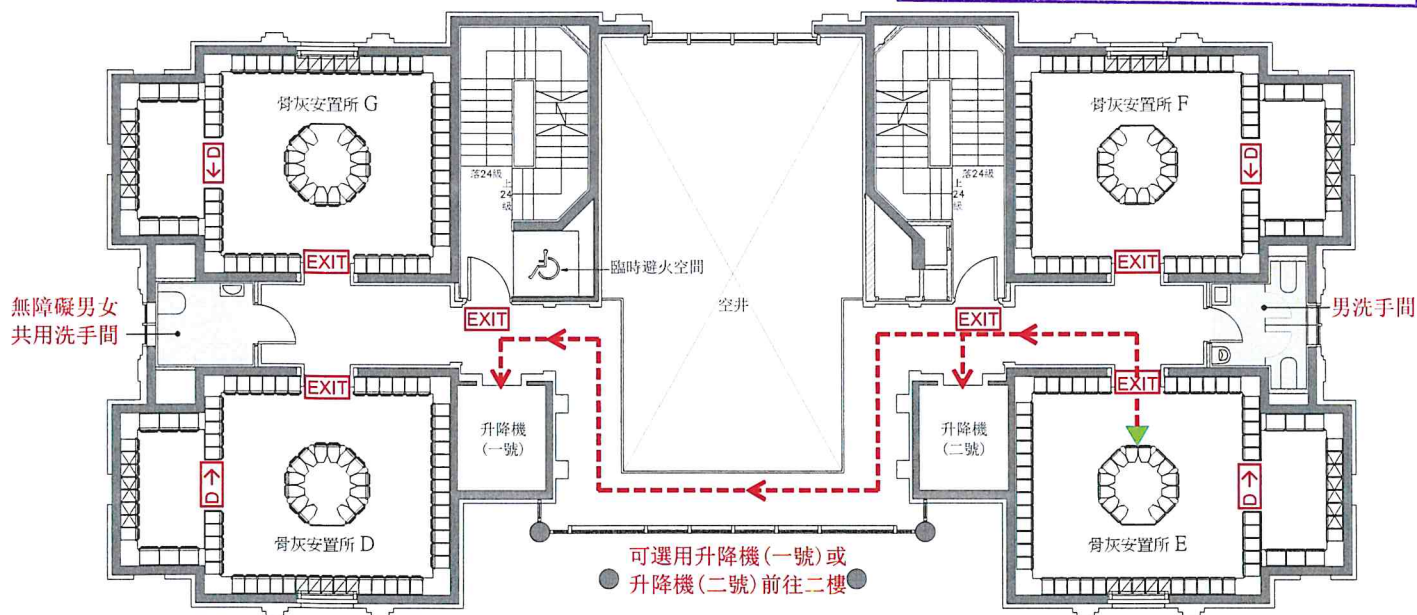 骨灰安置所 G
骨灰安置所 F
D
D
落24級
上
24
級
落24級
上
24
級
EXIT
EXIT
臨時避火空間
空井
無障礙男女
共用洗手間
男洗手間
EXIT
EXIT
EXIT
EXIT
升降機
(一號)
升降機
(二號)
D
D
骨灰安置所 D
骨灰安置所 E
可選用升降機(一號)或
升降機(二號)前往二樓